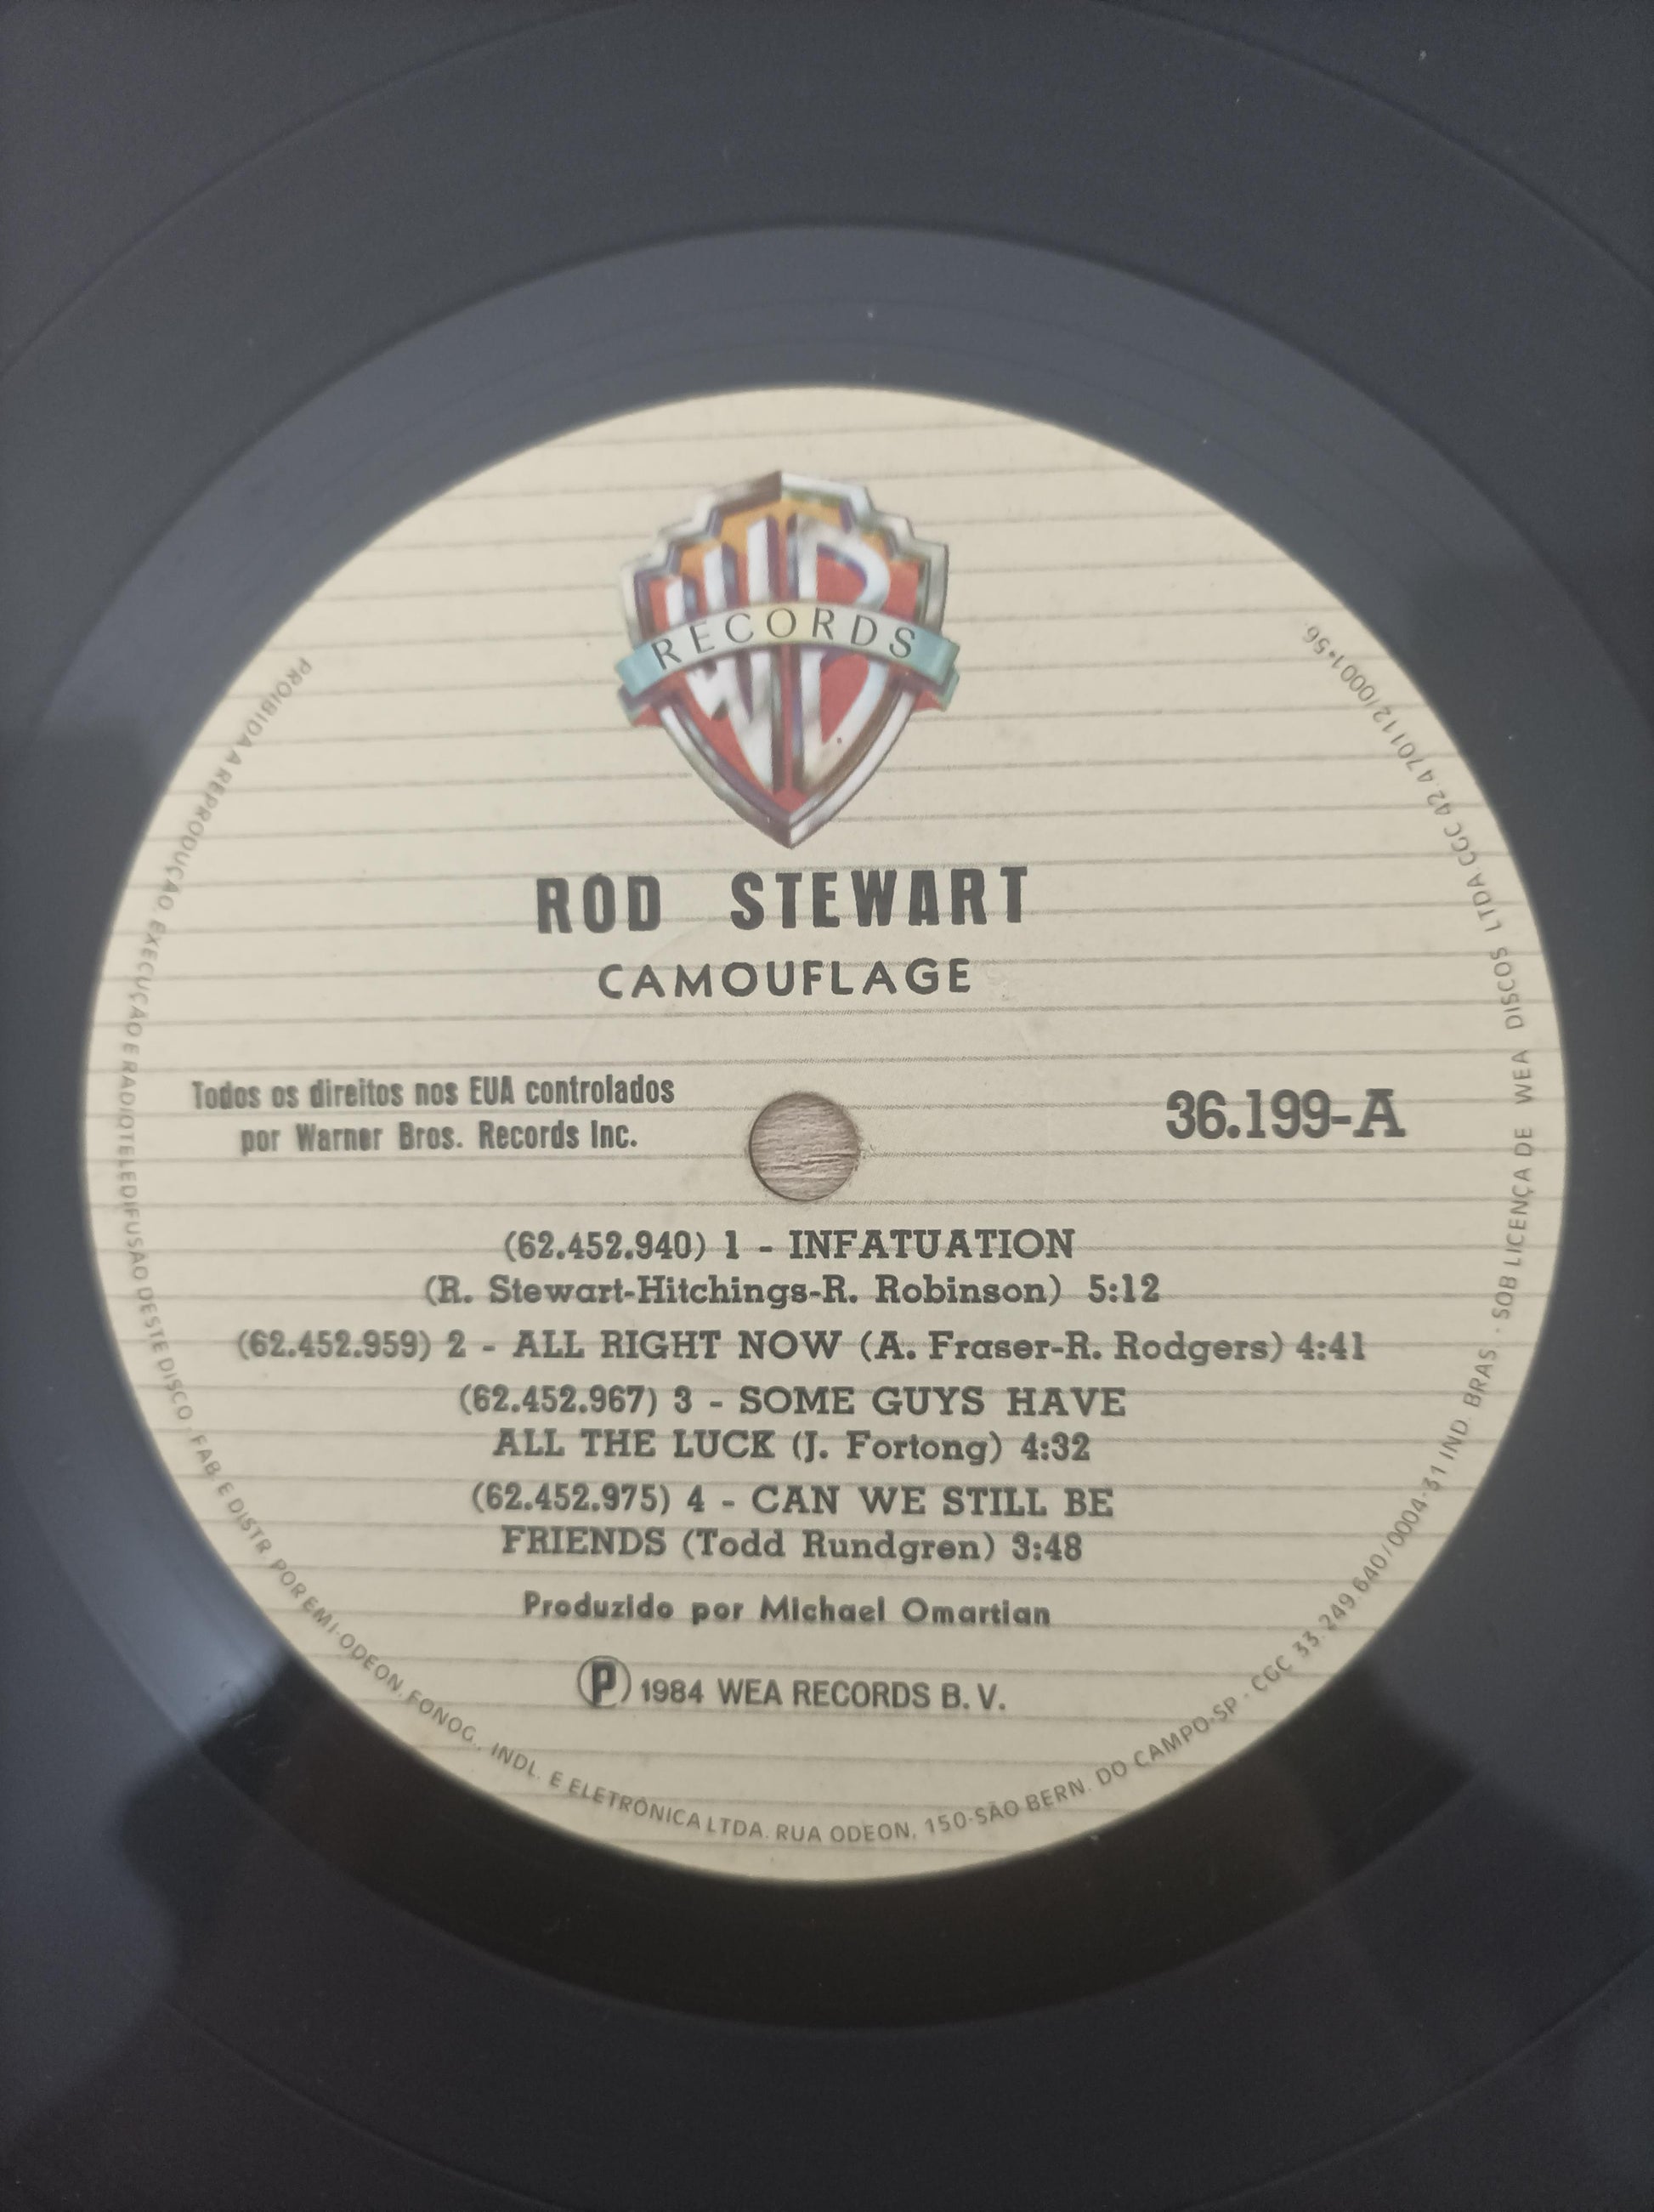 RECORDS
ROD STEWART
CAMOUFLAGE
Todos os direitos nos EUA controlados
por Warner Bros. Records Inc.
36.199-A
(62.452.940) 1 - INFATUATION
(R. Stewart-Hitchings-R. Robinson) 5:12
(62.452.959) 2 - ALL RIGHT NOW (A. Fraser-R. Rodgers) 4:41
(62.452.967) 3 - SOME GUYS HAVE
ALL THE LUCK (J. Fortong) 4:32
(62.452.975) 4 - CAN WE STILL BE
FRIENDS (Todd Rundgren) 3:48
Produzido por Michael Omartian
Ⓟ 1984 WEA RECORDS B. V.
PROIBIDA A REPRODUÇÃO, EXECUÇÃO E RADIOTELEDIFUSÃO DESTE DISCO. FAB. E DISTR. POR EMI-ODEON. FONOG., INDL. E ELETRÔNICA LTDA. RUA ODEON, 150-SÃO BERN. DO CAMPO-SP - CGC 33.249.640/0004-31 IND. BRAS. - SOB LICENÇA DE WEA DISCOS LTDA CGC 42.470112/0001-56